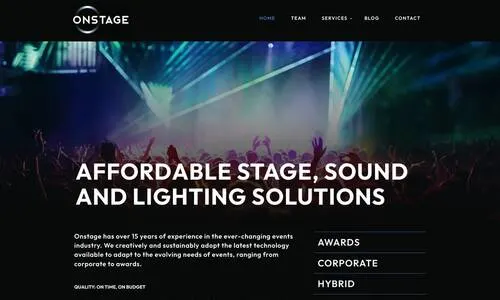 ONSTAGE
HOME TEAM SERVICES BLOG CONTACT
AFFORDABLE STAGE, SOUND
AND LIGHTING SOLUTIONS
Onstage has over 15 years of experience in the ever-changing events
industry. We creatively and sustainably adopt the latest technology
available to adapt to the evolving needs of events, ranging from
corporate to awards.
QUALITY: ON TIME, ON BUDGET
AWARDS
CORPORATE
HYBRID